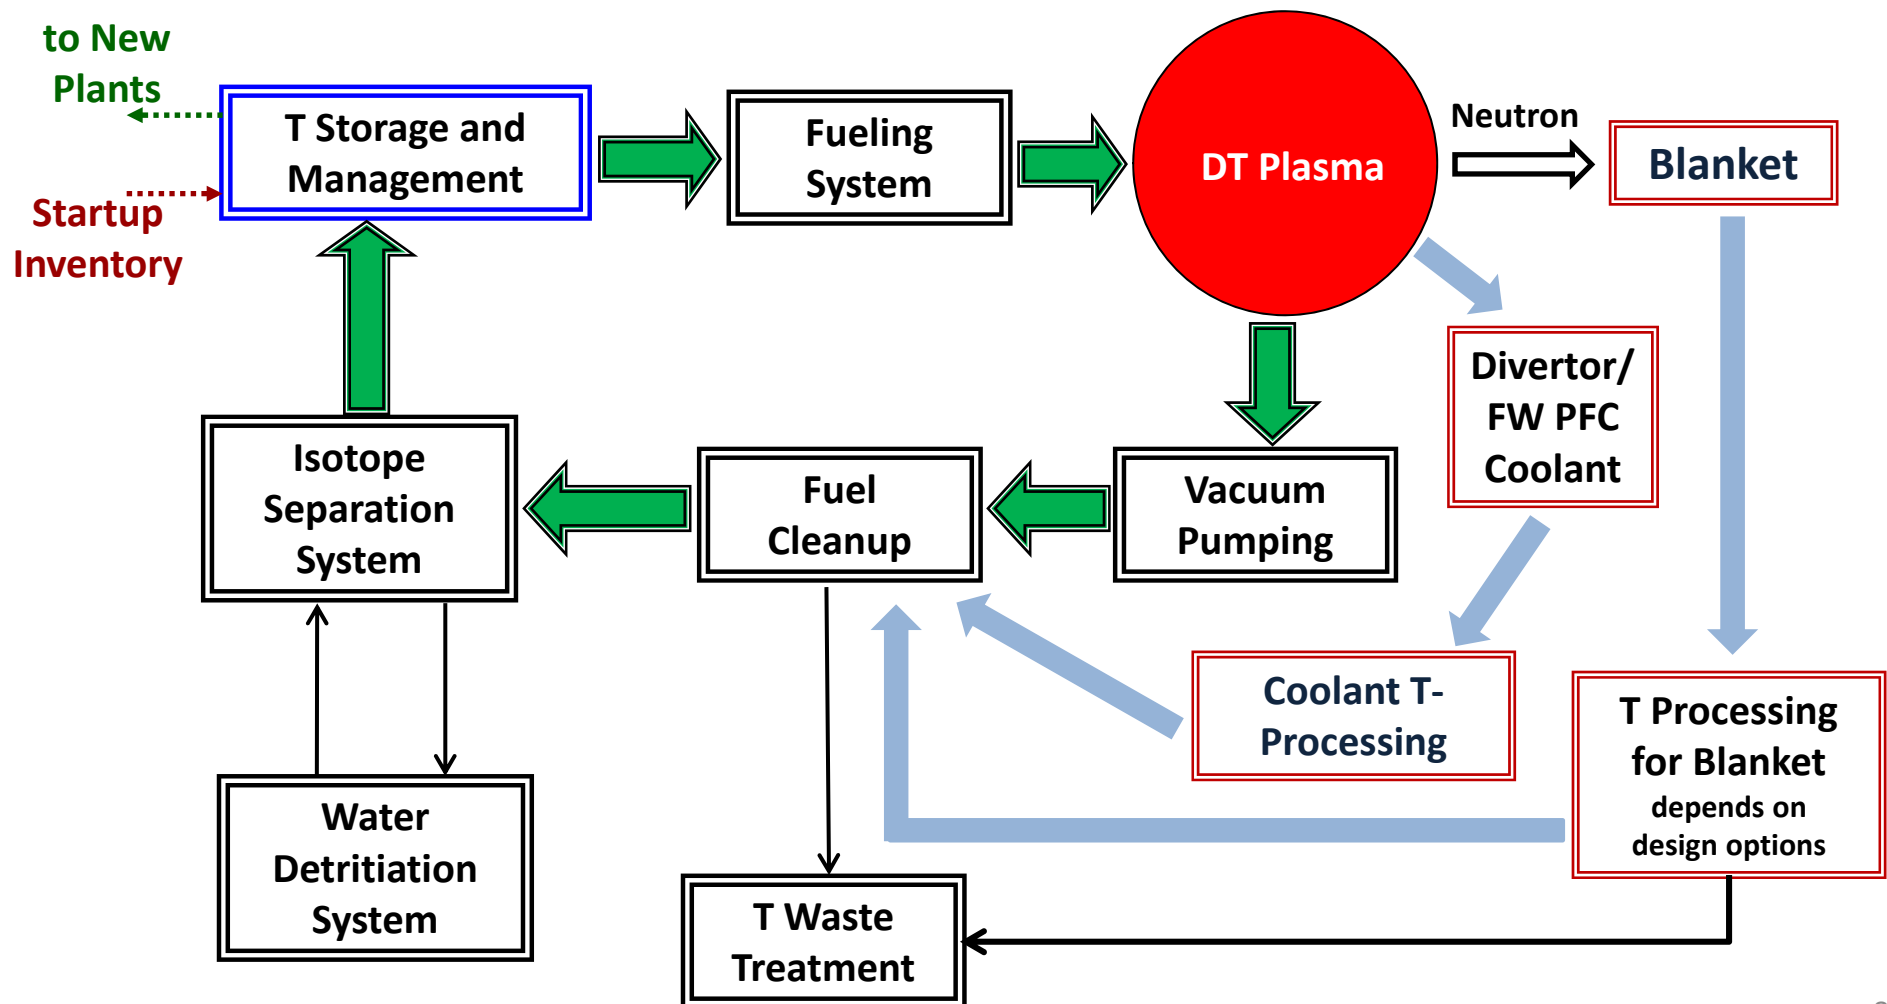 to New
Plants
T Storage and
Management
Startup
Inventory
Fueling
System
DT Plasma
Neutron
Blanket
Divertor/
FW PFC
Coolant
Isotope
Separation
System
Fuel
Cleanup
Vacuum
Pumping
Coolant T-
Processing
T Processing
for Blanket
depends on
design options
Water
Detritiation
System
T Waste
Treatment